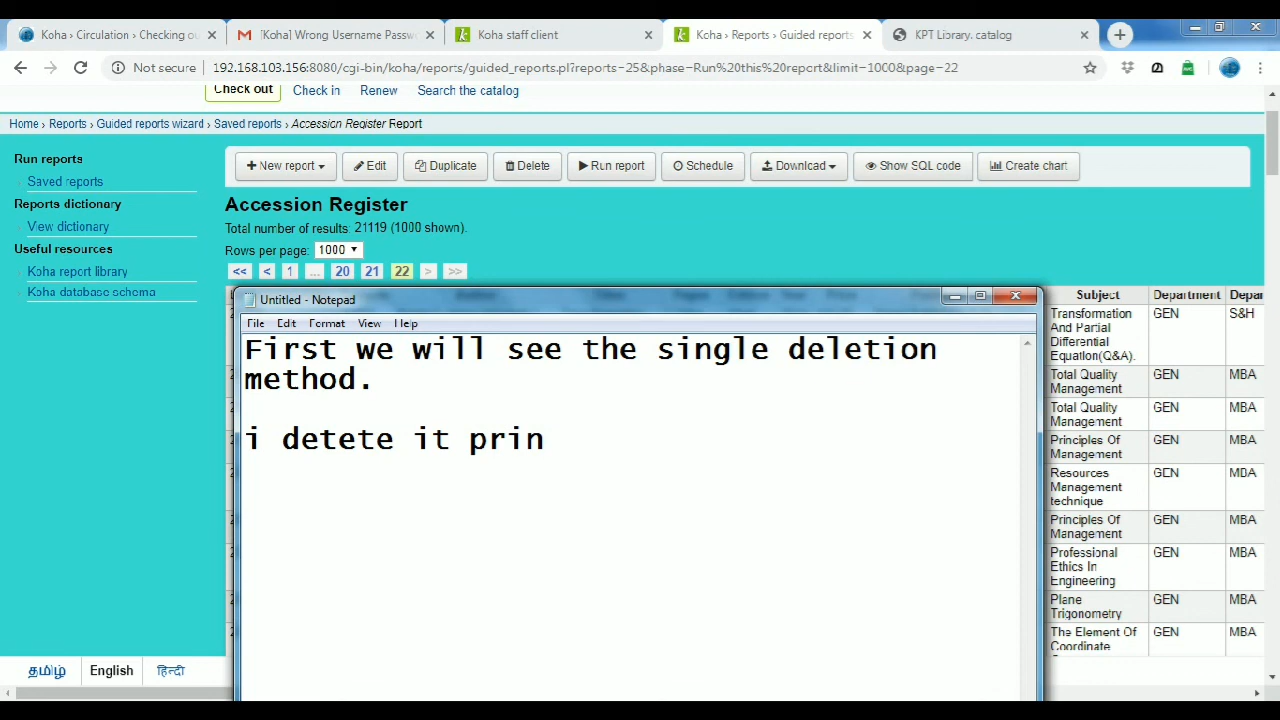 Koha › Circulation › Checking ou
[Koha] Wrong Username Passw
Koha staff client
Koha › Reports › Guided reports
KPT Library. catalog
Not secure
192.168.103.156:8080/cgi-bin/koha/reports/guided_reports.pl?reports=25&phase=Run%20this%20report&limit=1000&page=22
Check out
Check in
Renew
Search the catalog
Home › Reports › Guided reports wizard › Saved reports › Accession Register Report
Run reports
Saved reports
Reports dictionary
View dictionary
Useful resources
Koha report library
Koha database schema
New report
Edit
Duplicate
Delete
Run report
Schedule
Download
Show SQL code
Create chart
Accession Register
Total number of results: 21119 (1000 shown).
Rows per page: 1000
<< < 1 ... 20 21 22 > >>
Untitled - Notepad
File Edit Format View Help
First we will see the single deletion
method.
i detete it prin
Subject Department Depar
Transformation GEN S&H
And Partial
Differential
Equation(Q&A).
Total Quality GEN MBA
Management
Total Quality GEN MBA
Management
Principles Of GEN MBA
Management
Resources GEN MBA
Management
technique
Principles Of GEN MBA
Management
Professional GEN MBA
Ethics In
Engineering
Plane GEN MBA
Trigonometry
The Element Of GEN MBA
Coordinate
தமிழ் English हिन्दी